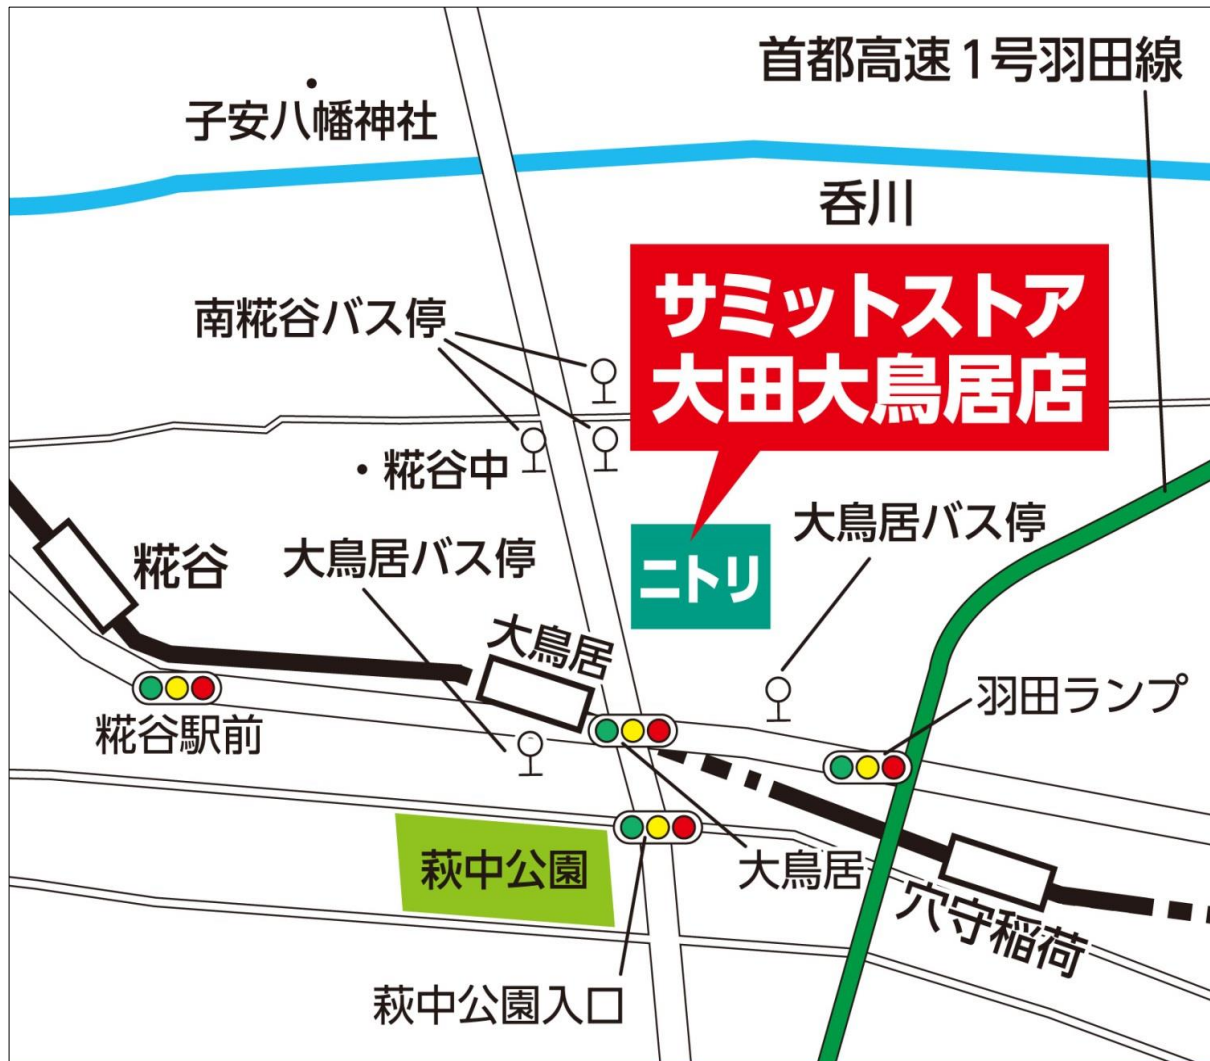 首都高速1号羽田線
子安八幡神社
呑川
サミットストア
大田大鳥居店
南糀谷バス停
・糀谷中
大鳥居バス停
糀谷
大鳥居バス停
ニトリ
大鳥居
羽田ランプ
糀谷駅前
萩中公園
大鳥居
穴守稲荷
萩中公園入口